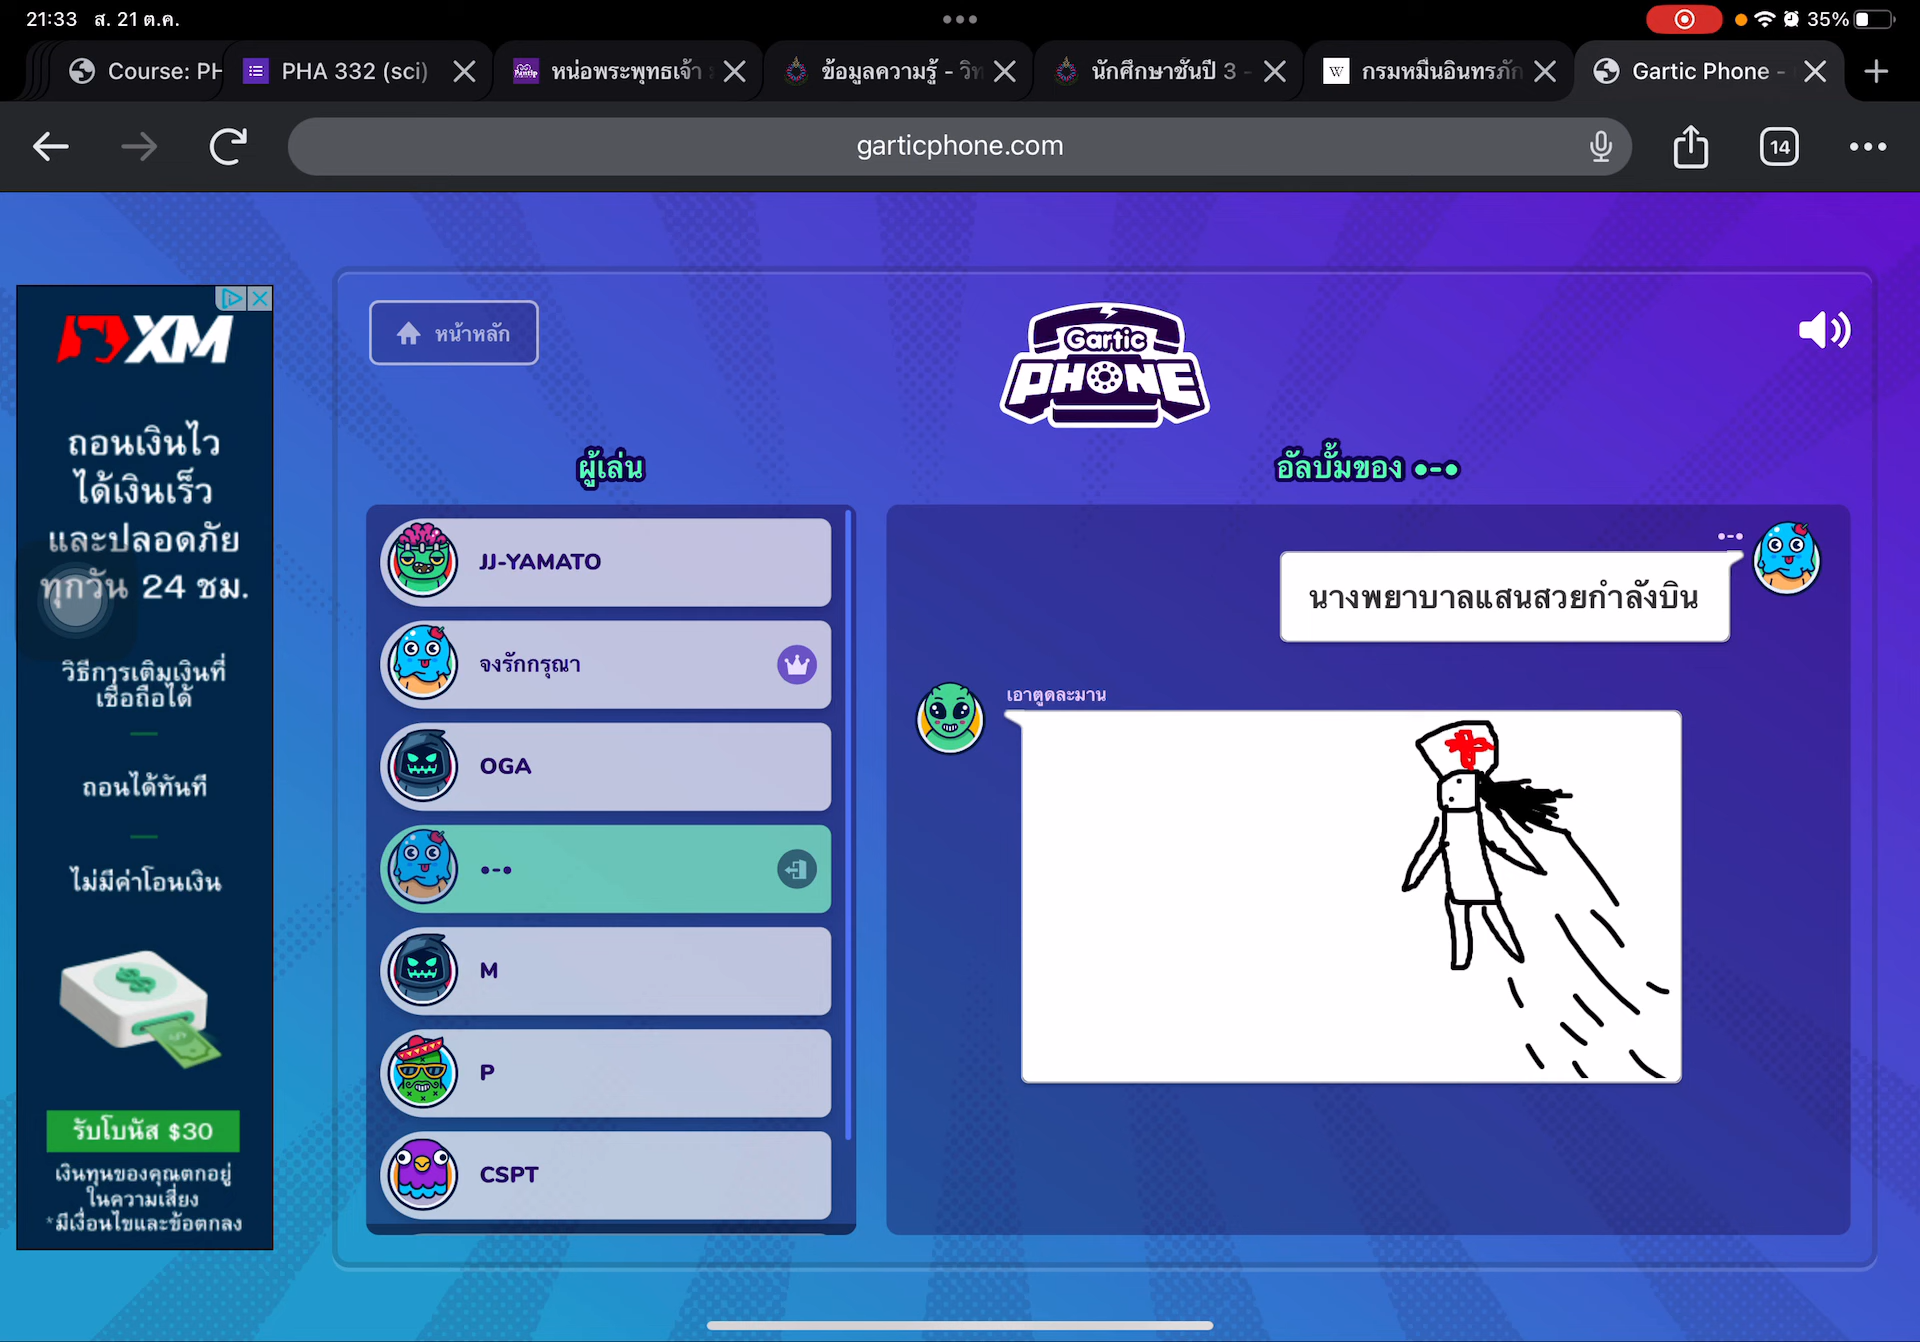 21:33 ส. 21 ต.ค.
35%
Course: PH
PHA 332 (sci)
หน่อพระพุทธเจ้า
ข้อมูลความรู้ - วิท
นักศึกษาชั้นปี 3 -
W กรมหมื่นอินทรภัก
Gartic Phone -
garticphone.com
14
XM
ถอนเงินไว
ได้เงินเร็ว
และปลอดภัย
ทุกวัน 24 ชม.
วิธีการเติมเงินที่
เชื่อถือได้
ถอนได้ทันที
ไม่มีค่าโอนเงิน
รับโบนัส $30
เงินทุนของคุณตกอยู่
ในความเสี่ยง
*มีเงื่อนไขและข้อตกลง
หน้าหลัก
Gartic
PHONE
ผู้เล่น
JJ-YAMATO
จงรักกรุณา
OGA
•-•
M
P
CSPT
อัลบั้มของ •-•
•-•
นางพยาบาลแสนสวยกำลังบิน
เอาตูดละมาน